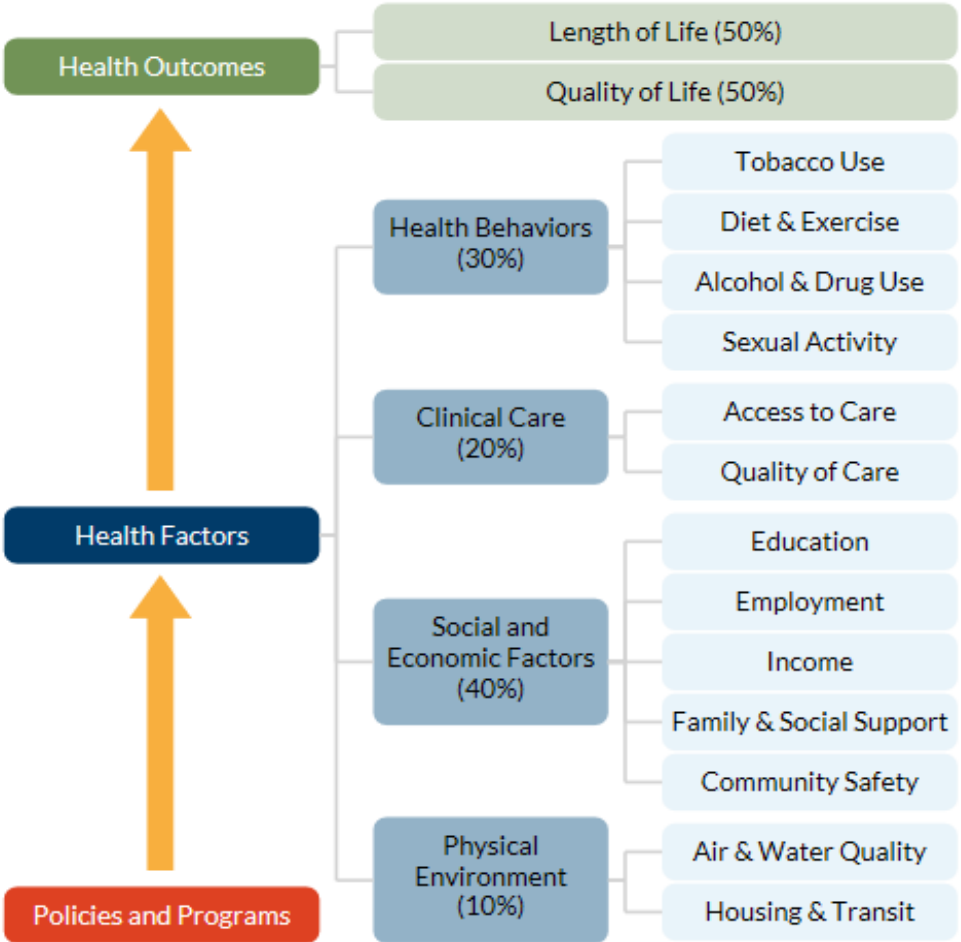 Health Outcomes
Length of Life (50%)
Quality of Life (50%)
Health Factors
Health Behaviors
(30%)
Tobacco Use
Diet & Exercise
Alcohol & Drug Use
Sexual Activity
Clinical Care
(20%)
Access to Care
Quality of Care
Social and
Economic Factors
(40%)
Education
Employment
Income
Family & Social Support
Community Safety
Physical
Environment
(10%)
Air & Water Quality
Housing & Transit
Policies and Programs